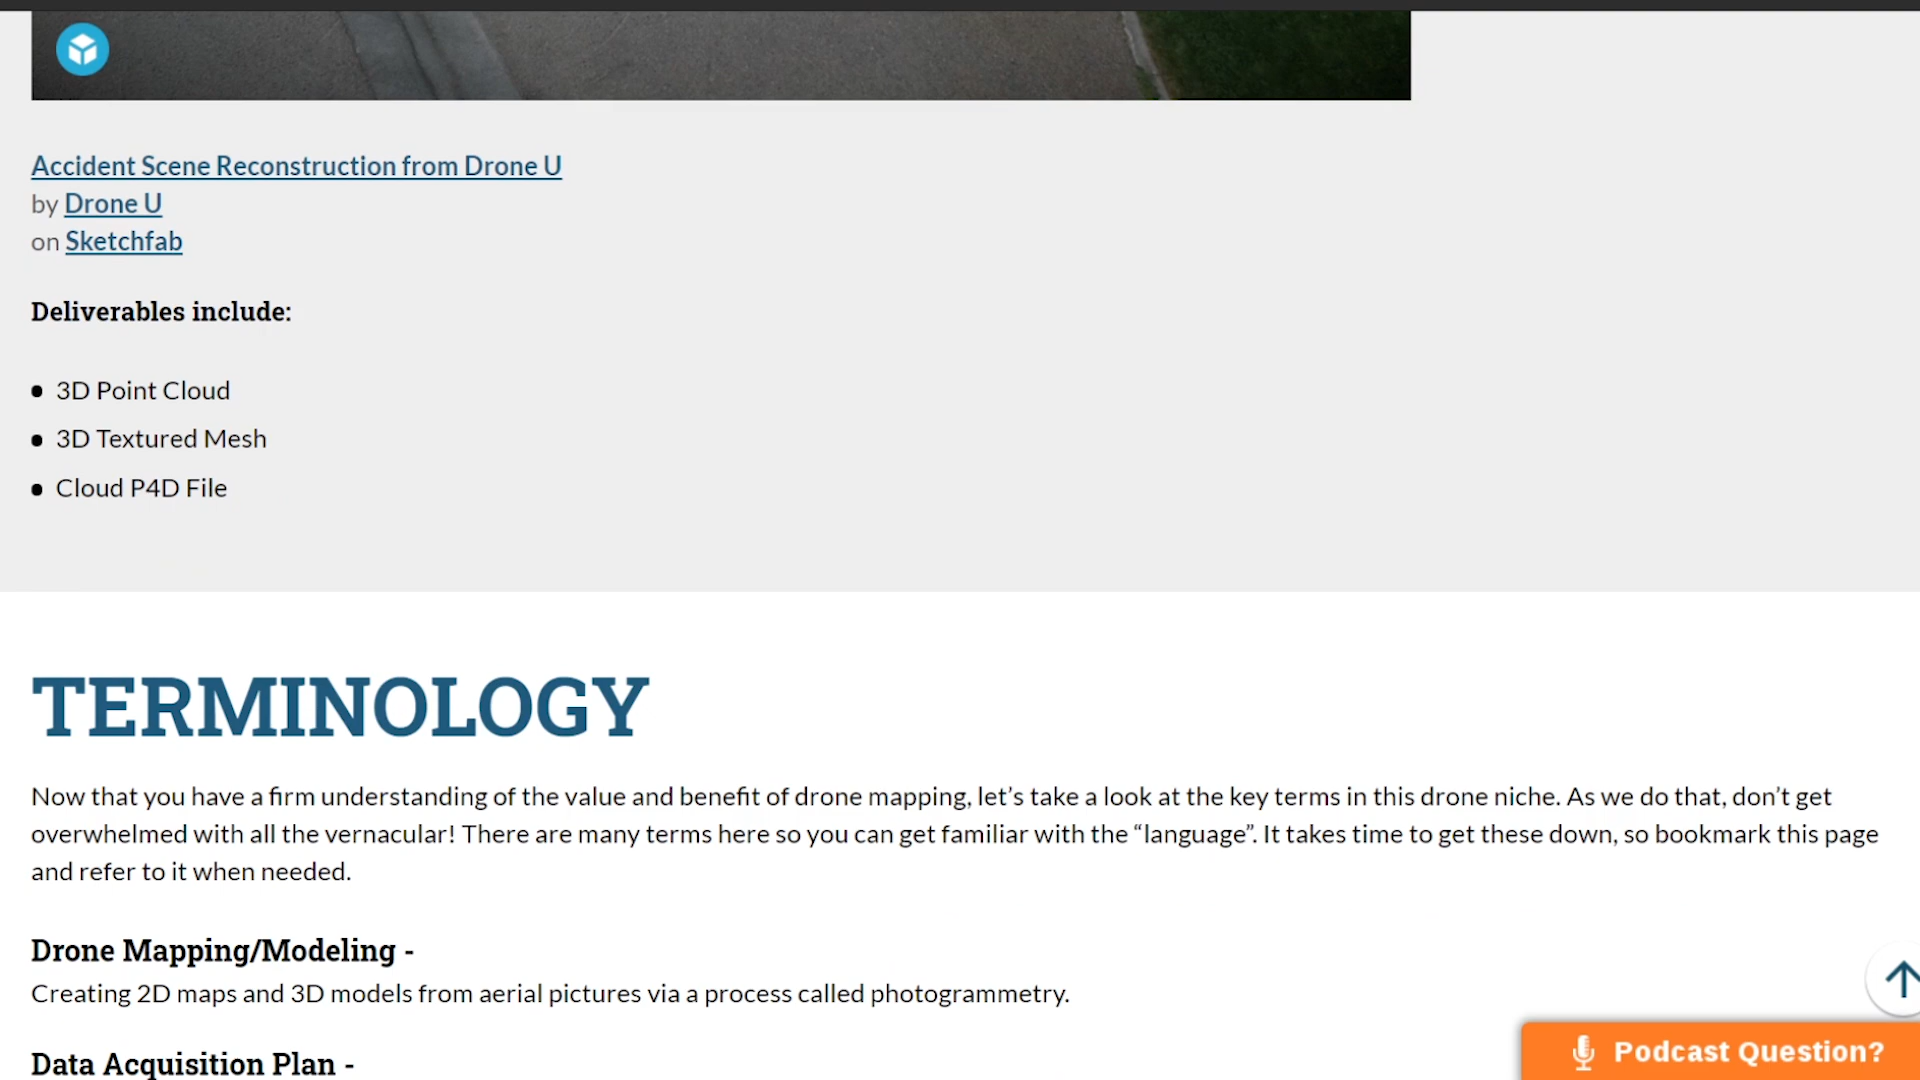 Accident Scene Reconstruction from Drone U
by Drone U
on Sketchfab
Deliverables include:
3D Point Cloud
3D Textured Mesh
Cloud P4D File
TERMINOLOGY
Now that you have a firm understanding of the value and benefit of drone mapping, let’s take a look at the key terms in this drone niche. As we do that, don’t get
overwhelmed with all the vernacular! There are many terms here so you can get familiar with the “language”. It takes time to get these down, so bookmark this page
and refer to it when needed.
Drone Mapping/Modeling -
Creating 2D maps and 3D models from aerial pictures via a process called photogrammetry.
Data Acquisition Plan -
Podcast Question?